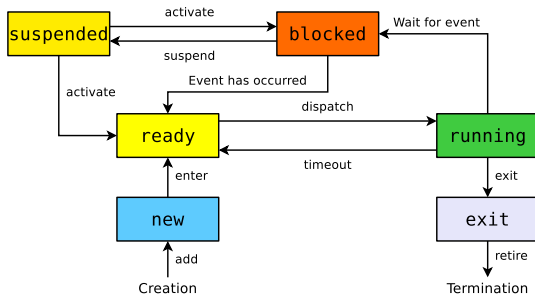 activate
Wait for event
suspended
blocked
suspend
Event has occurred
activate
dispatch
ready
running
timeout
enter
exit
new
exit
add
retire
Creation
Termination